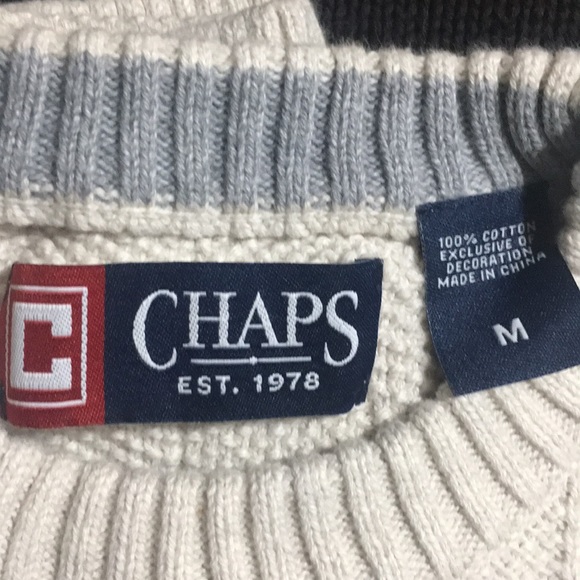 C
CHAPS
EST. 1978
100% COTTON
EXCLUSIVE OF
DECORATION
MADE IN CHINA
M